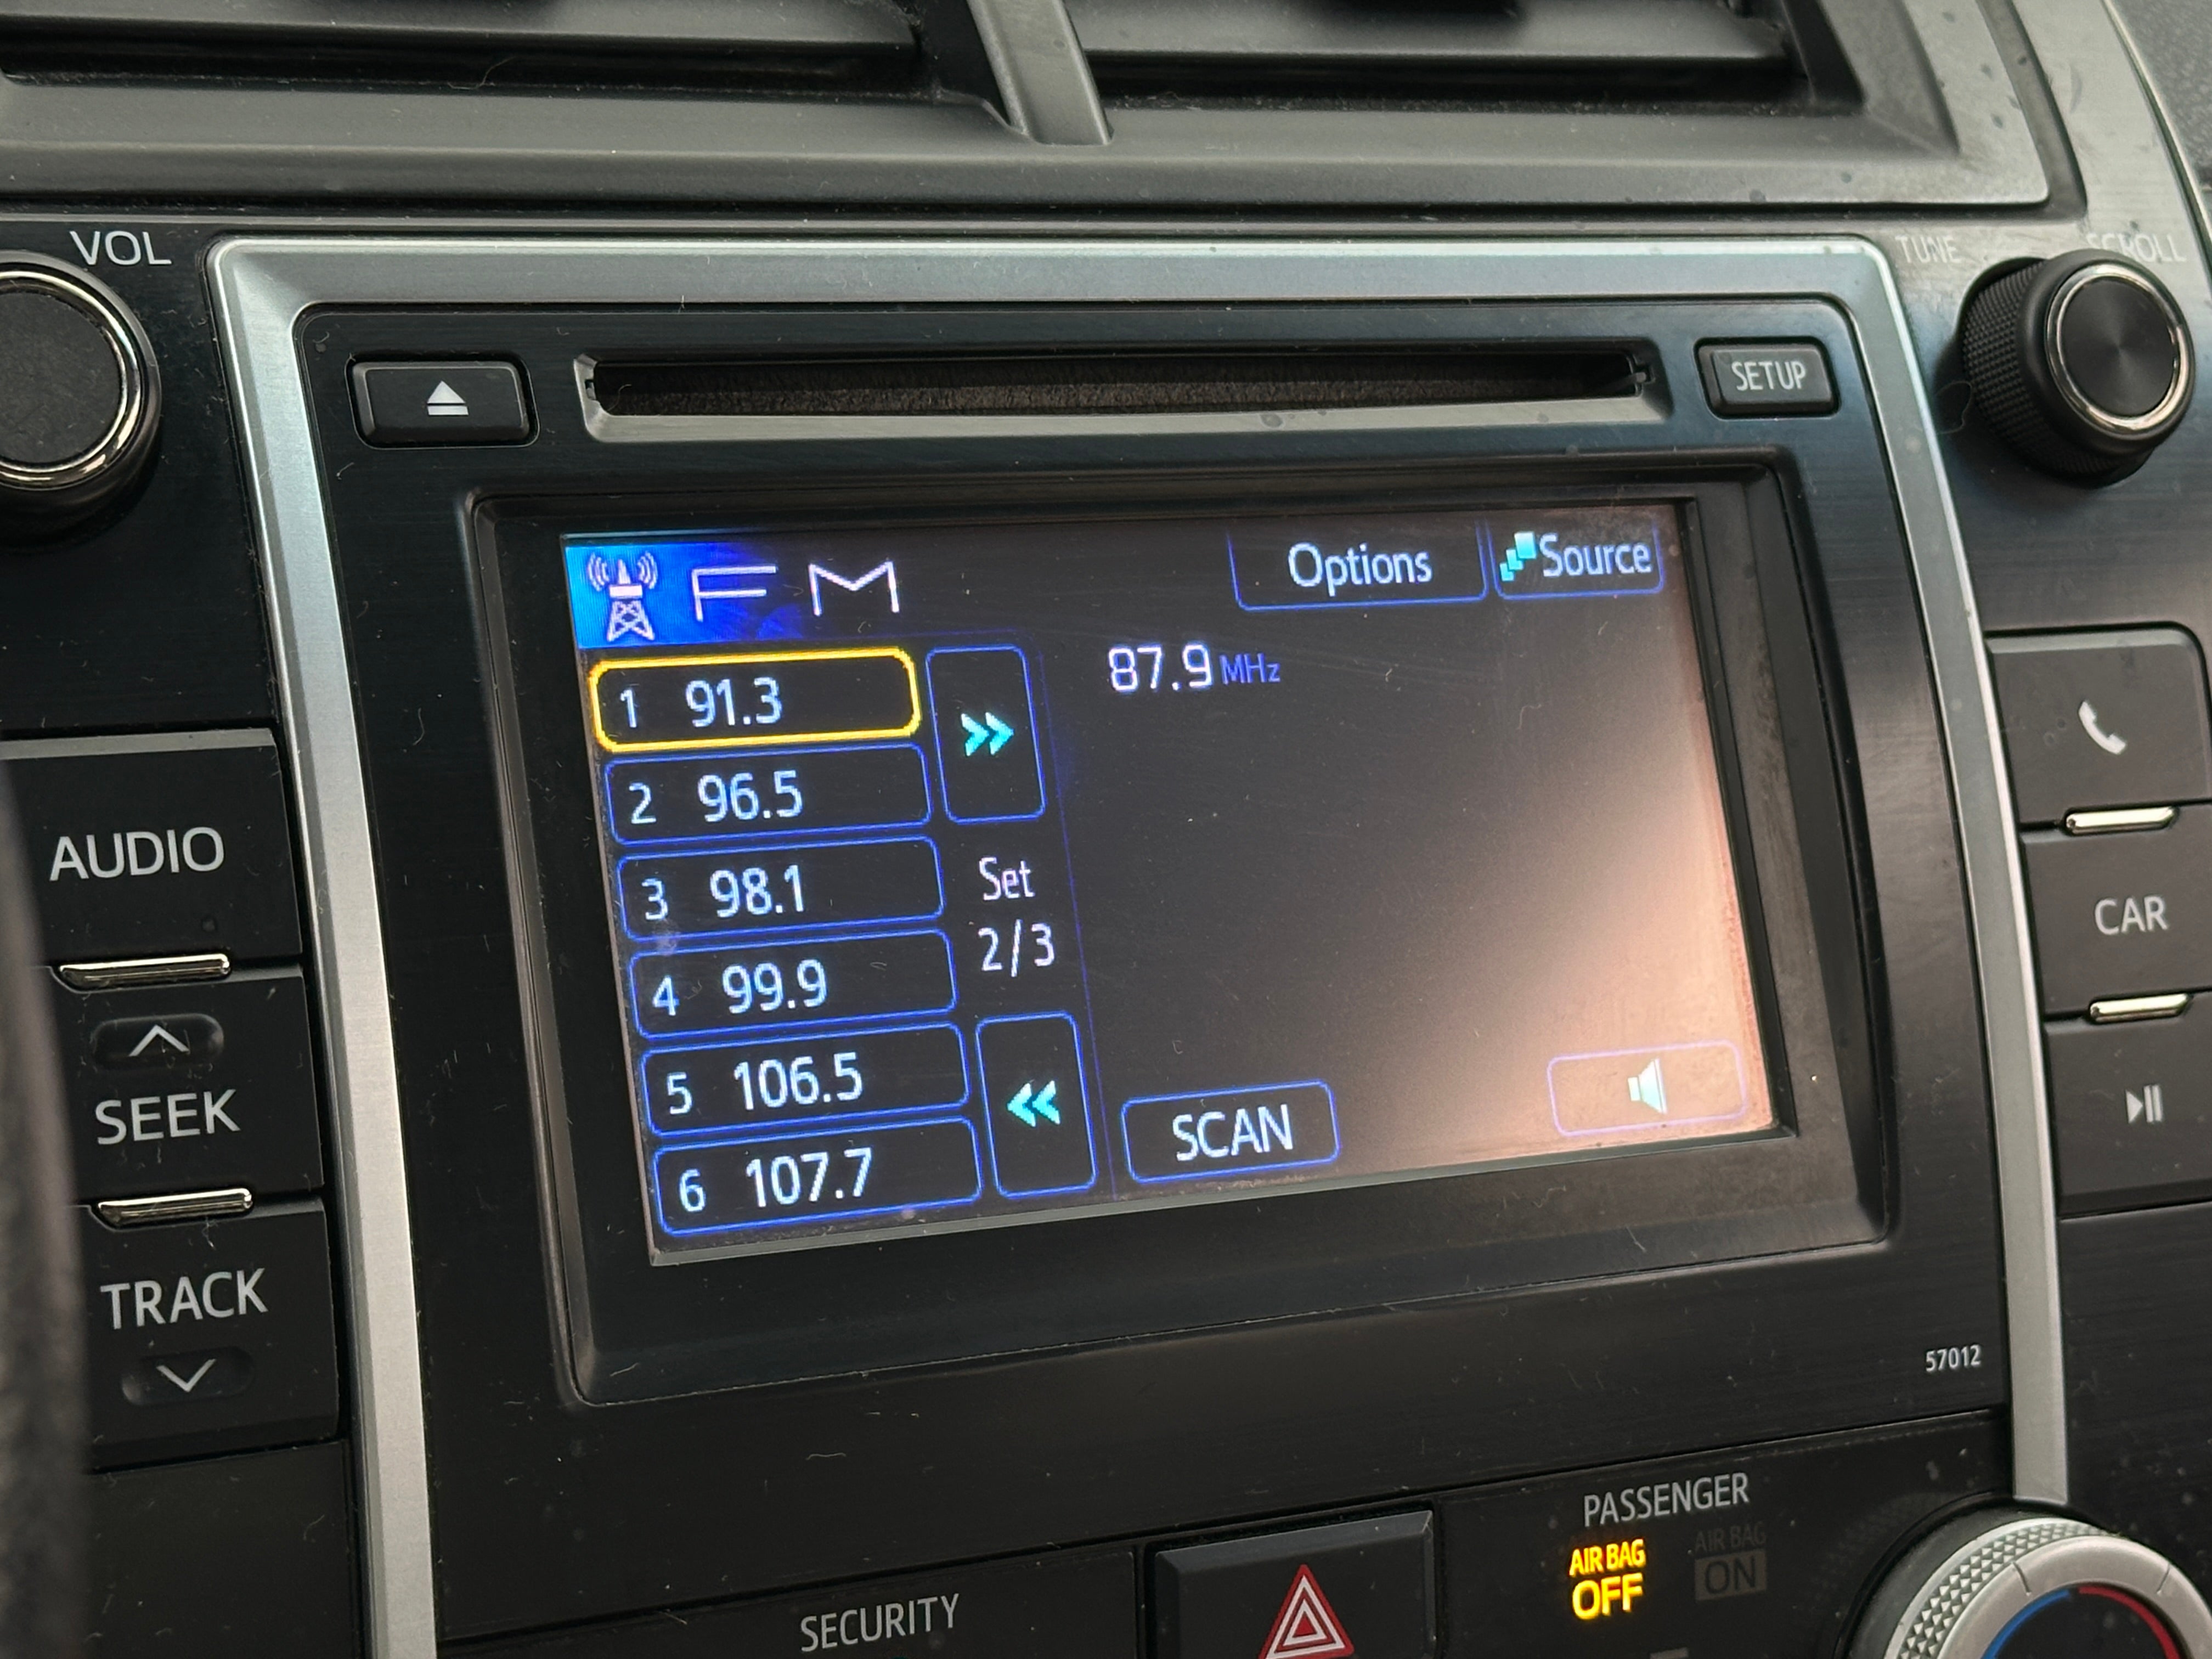 VOL
TUNE SCROLL
SETUP
FM
Options
Source
1 91.3
87.9 MHz
2 96.5
3 98.1
Set
2/3
4 99.9
5 106.5
6 107.7
SCAN
AUDIO
SEEK
TRACK
CAR
57012
PASSENGER
AIR BAG
OFF
AIR BAG
ON
SECURITY